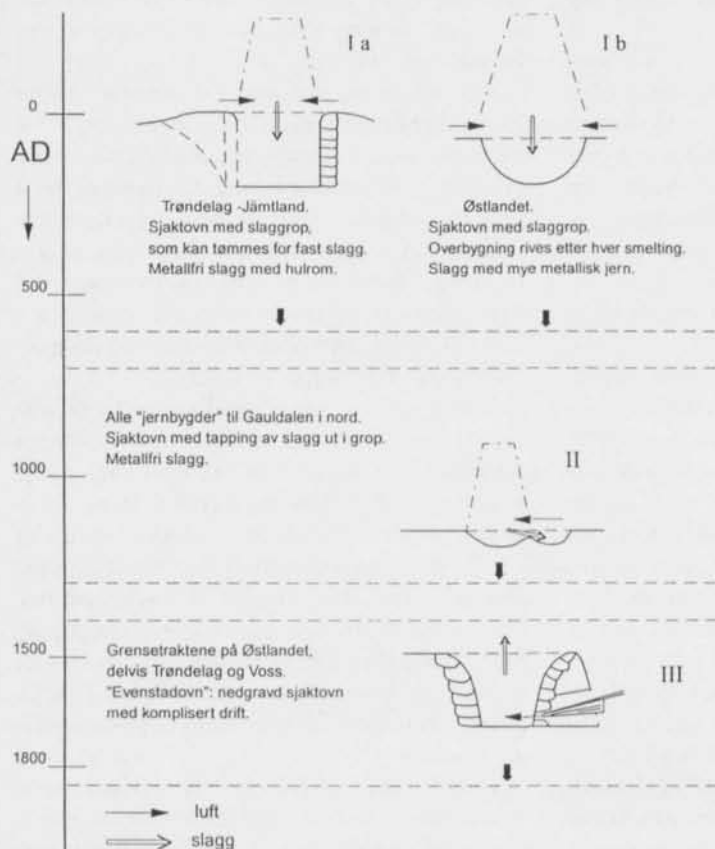 I a
I b
0
AD
Trøndelag -Jämtland.
Sjaktovn med slaggrop,
som kan tømmes for fast slagg.
Metallfri slagg med hulrom.
Østlandet.
Sjaktovn med slaggrop.
Overbygning rives etter hver smelting.
Slagg med mye metallisk jern.
500
Alle "jernbygder" til Gauldalen i nord.
Sjaktovn med tapping av slagg ut i grop.
Metallfri slagg.
1000
II
1500
Grensetraktene på Østlandet,
delvis Trøndelag og Voss.
"Evenstadovn": nedgravd sjaktovn
med komplisert drift.
III
1800
luft
slagg